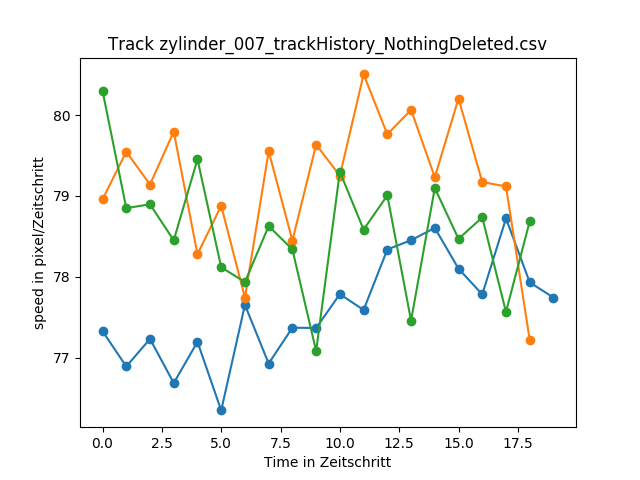 Track zylinder_007_trackHistory_NothingDeleted.csv
speed in pixel/Zeitschritt
80
79
78
77
0.0 2.5 5.0 7.5 10.0 12.5 15.0 17.5
Time in Zeitschritt